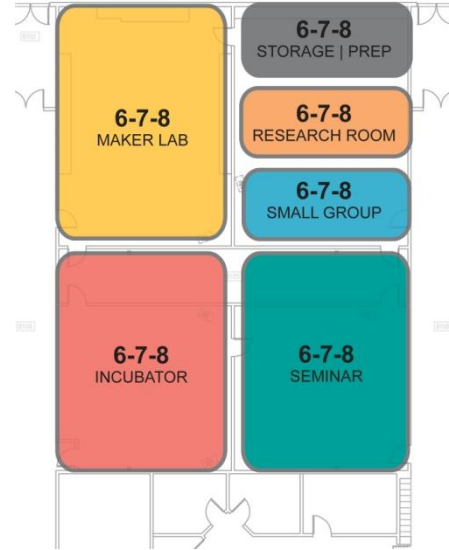 6-7-8
MAKER LAB
6-7-8
STORAGE | PREP
6-7-8
RESEARCH ROOM
6-7-8
SMALL GROUP
6-7-8
INCUBATOR
6-7-8
SEMINAR